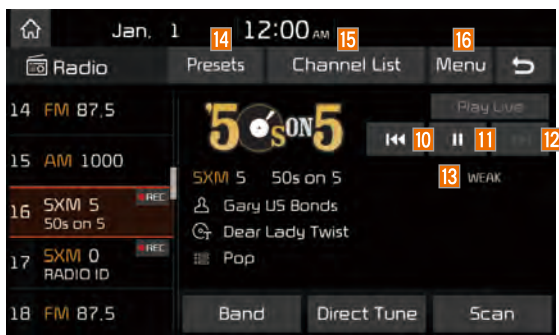 Jan. 1 12:00 AM
14 15 16
Radio Presets Channel List Menu
14 FM 87.5
15 AM 1000
16 SXM 5 REC
50s on 5
17 SXM 0 REC
RADIO ID
18 FM 87.5
'50sON5
SXM 5 50s on 5
Gary US Bonds
Dear Lady Twist
Pop
Play Live
10 11 12
13 WEAK
Band Direct Tune Scan